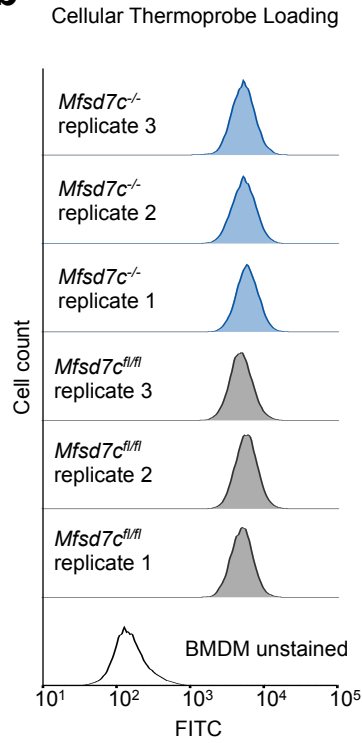 b
Cellular Thermoprobe Loading
Mfsd7c-/-
replicate 3
Mfsd7c-/-
replicate 2
Mfsd7c-/-
replicate 1
Mfsd7cfl/fl
replicate 3
Mfsd7cfl/fl
replicate 2
Mfsd7cfl/fl
replicate 1
BMDM unstained
Cell count
10¹ 10² 10³ 10⁴ 10⁵
FITC